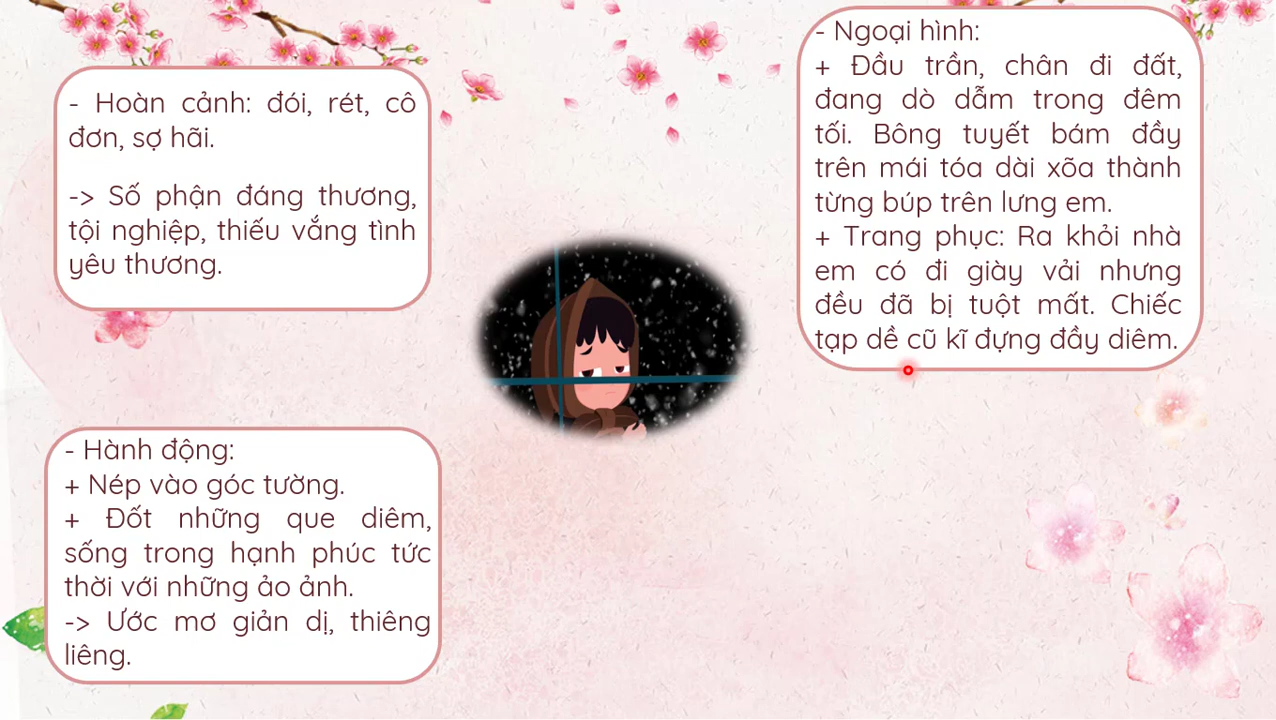 - Hoàn cảnh: đói, rét, cô
đơn, sợ hãi.
-> Số phận đáng thương,
tội nghiệp, thiếu vắng tình
yêu thương.
- Ngoại hình:
+ Đầu trần, chân đi đất,
đang dò dẫm trong đêm
tối. Bông tuyết bám đầy
trên mái tóa dài xõa thành
từng búp trên lưng em.
+ Trang phục: Ra khỏi nhà
em có đi giày vải nhưng
đều đã bị tuột mất. Chiếc
tạp dề cũ kĩ đựng đầy diêm.
- Hành động:
+ Nép vào góc tường.
+ Đốt những que diêm,
sống trong hạnh phúc tức
thời với những ảo ảnh.
-> Ước mơ giản dị, thiêng
liêng.